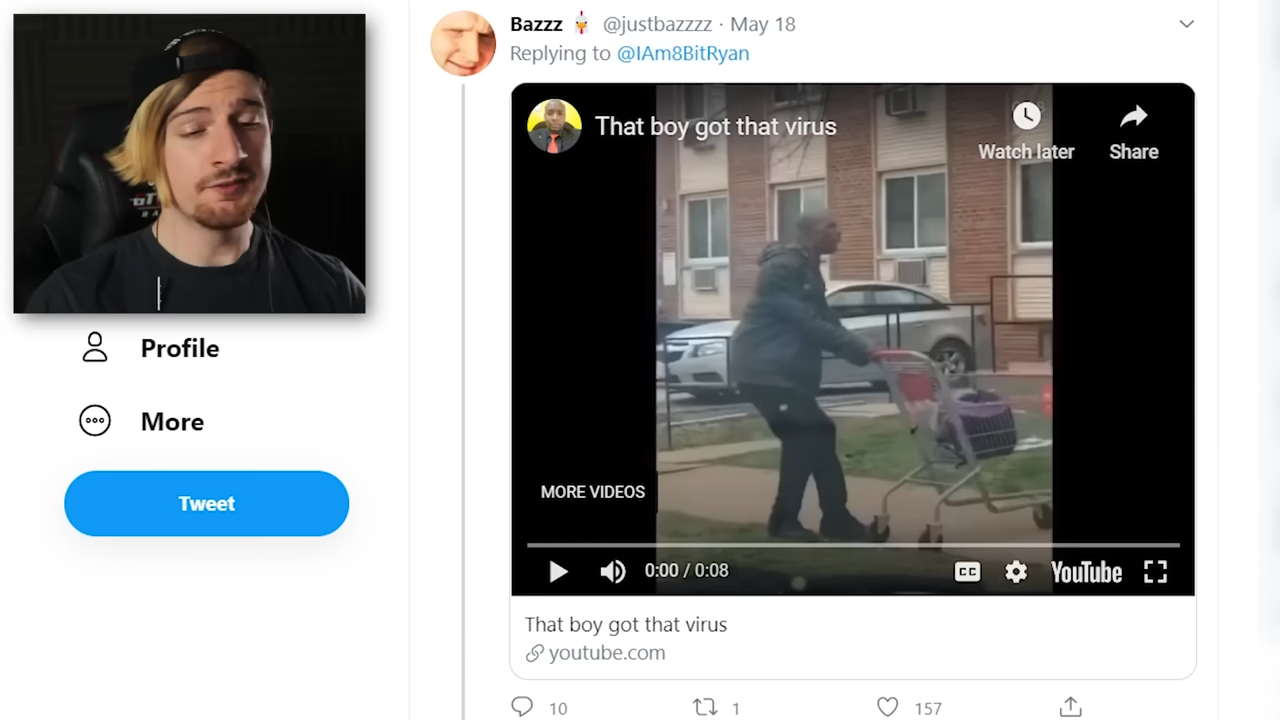 Bazzz @justbazzzz · May 18
Replying to @IAm8BitRyan
That boy got that virus
Watch later
Share
Profile
More
Tweet
MORE VIDEOS
0:00 / 0:08
CC
YouTube
That boy got that virus
youtube.com
10
1
157